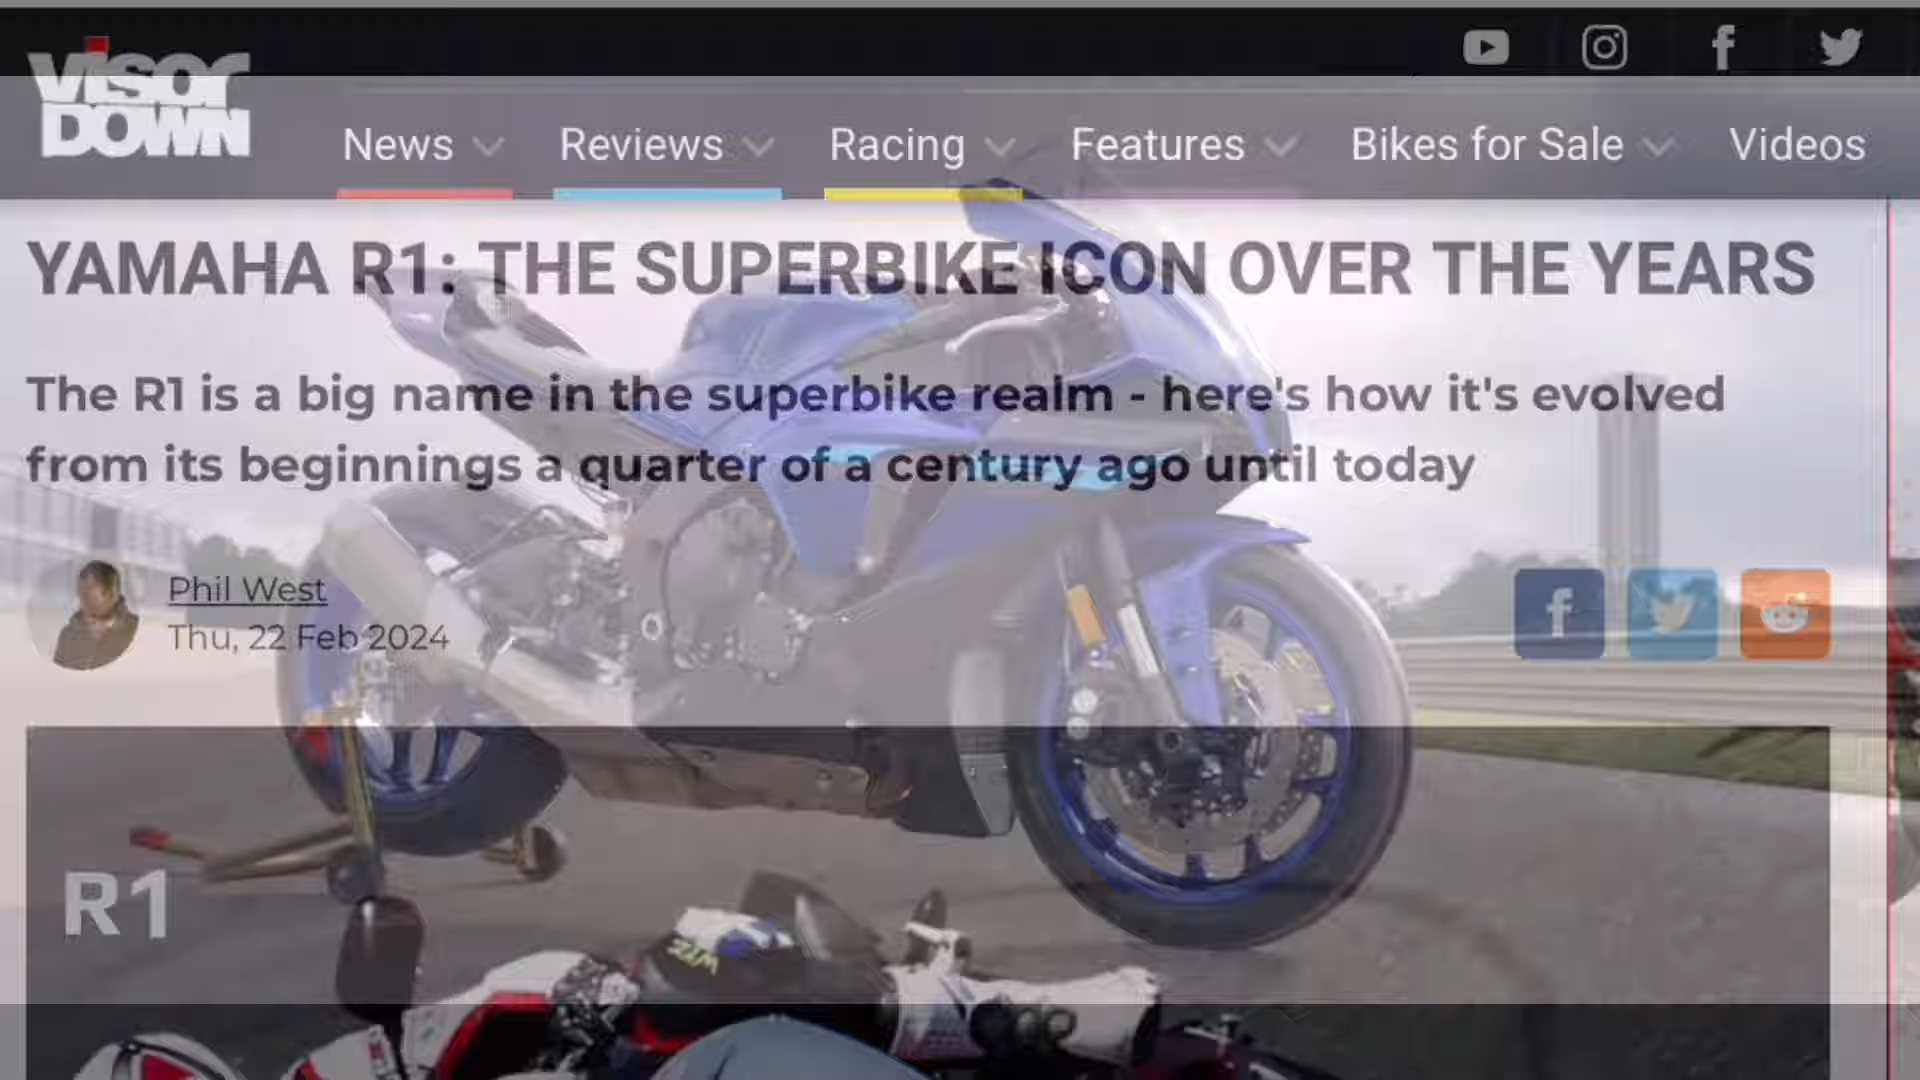 VISOR
DOWN
News
Reviews
Racing
Features
Bikes for Sale
Videos
YAMAHA R1: THE SUPERBIKE ICON OVER THE YEARS
The R1 is a big name in the superbike realm - here's how it's evolved
from its beginnings a quarter of a century ago until today
Phil West
Thu, 22 Feb 2024
R1